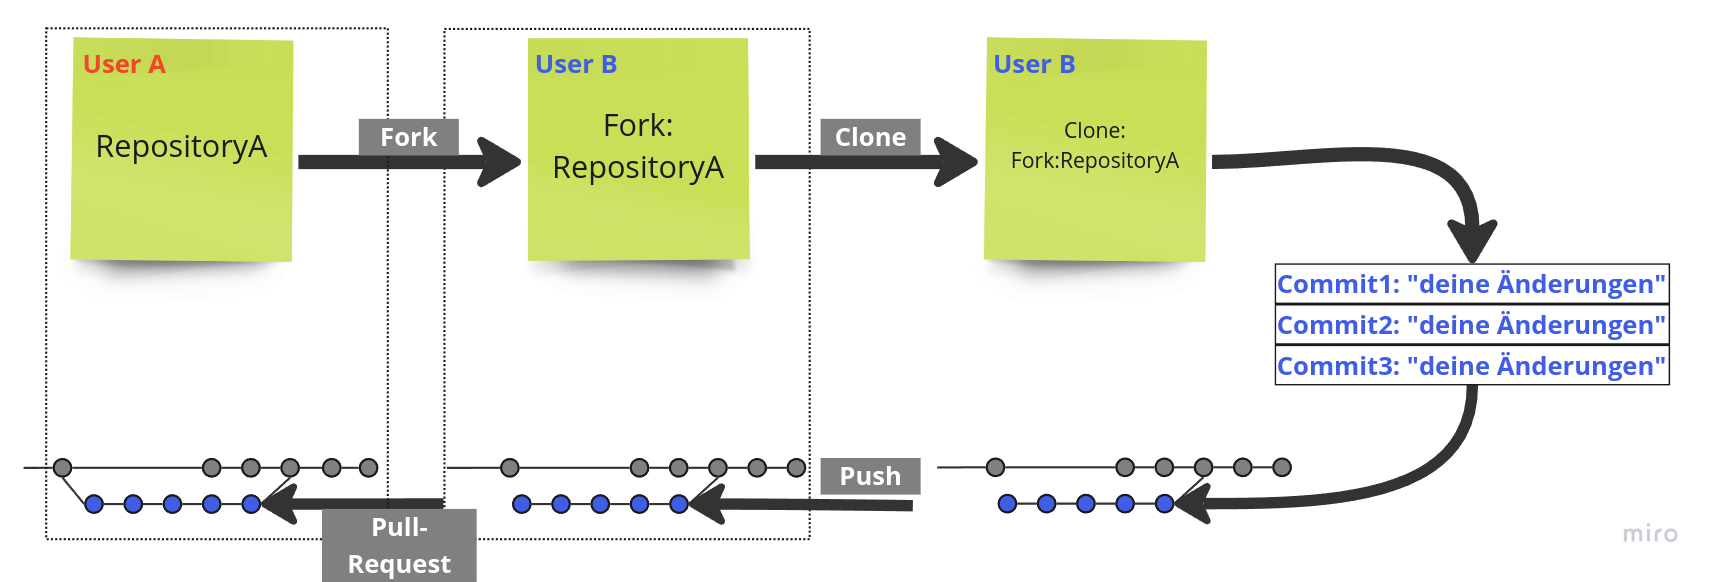 User A
RepositoryA
Fork
User B
Fork:
RepositoryA
Clone
User B
Clone:
Fork:RepositoryA
Commit1: "deine Änderungen"
Commit2: "deine Änderungen"
Commit3: "deine Änderungen"
Push
Pull-
Request
miro